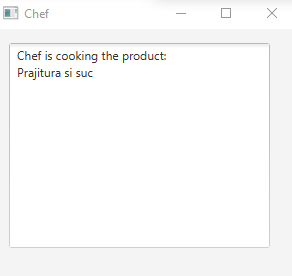 Chef
Chef is cooking the product:
Prajitura si suc